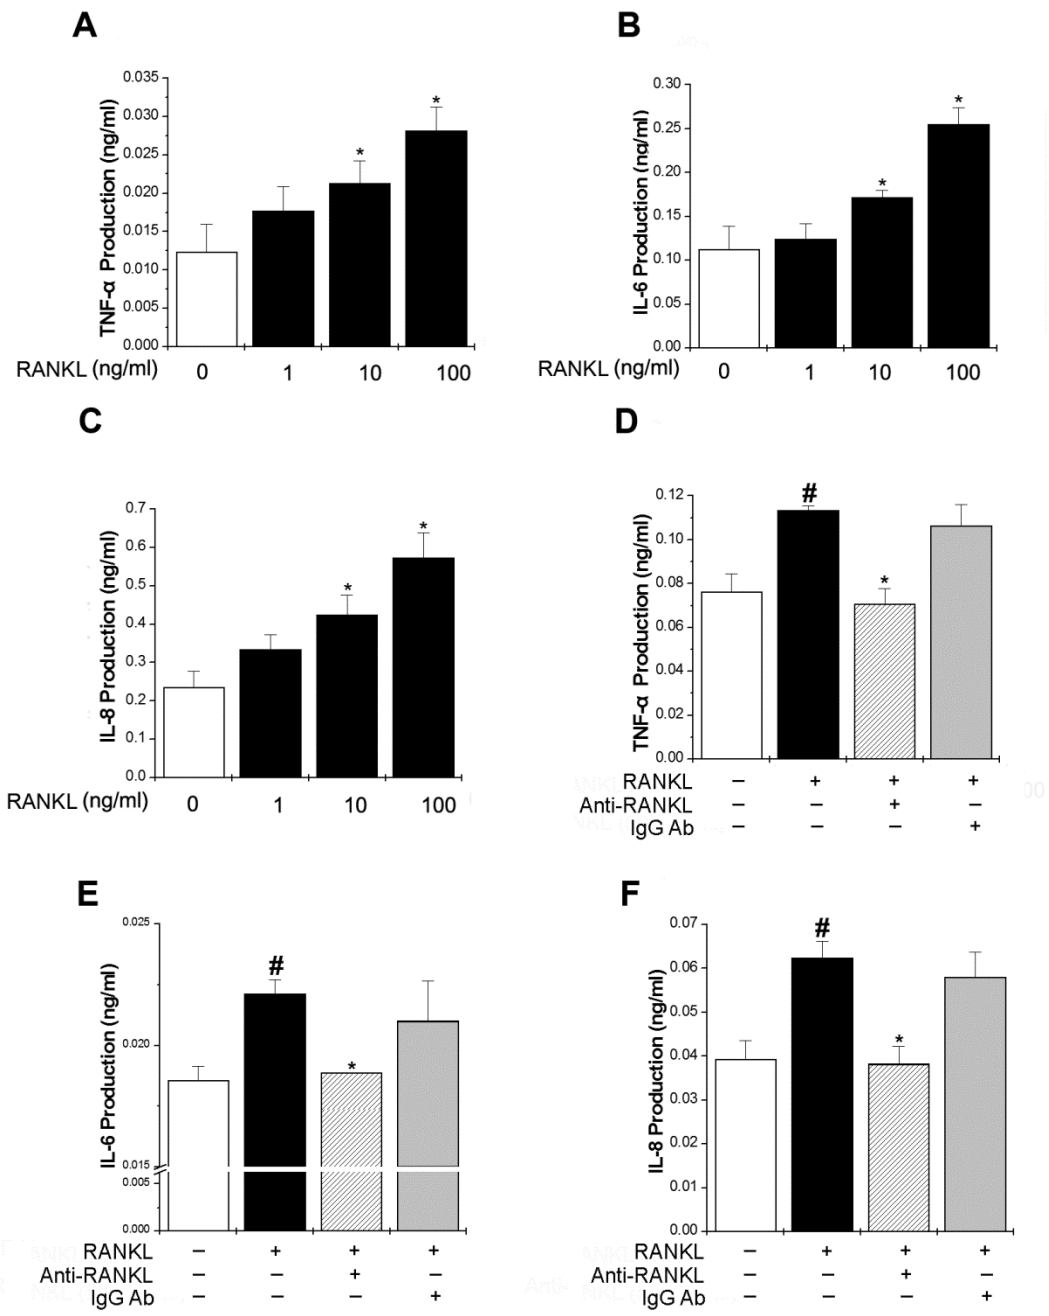 A
0.035
0.030
0.025
0.020
0.015
0.010
0.005
0.000
TNF-α Production (ng/ml)
*
*
RANKL (ng/ml) 0 1 10 100
B
0.30
0.25
0.20
0.15
0.10
0.05
0.00
IL-6 Production (ng/ml)
*
*
RANKL (ng/ml) 0 1 10 100
C
0.7
0.6
0.5
0.4
0.3
0.2
0.1
0.0
IL-8 Production (ng/ml)
*
*
RANKL (ng/ml) 0 1 10 100
D
0.12
0.10
0.08
0.06
0.04
0.02
0.00
TNF-α Production (ng/ml)
#
*
RANKL – + + +
Anti-RANKL – – + –
IgG Ab – – – +
E
0.025
0.020
0.015
0.005
0.000
IL-6 Production (ng/ml)
#
*
RANKL – + + +
Anti-RANKL – – + –
IgG Ab – – – +
F
0.07
0.06
0.05
0.04
0.03
0.02
0.01
0.00
IL-8 Production (ng/ml)
#
*
RANKL – + + +
Anti-RANKL – – + –
IgG Ab – – – +